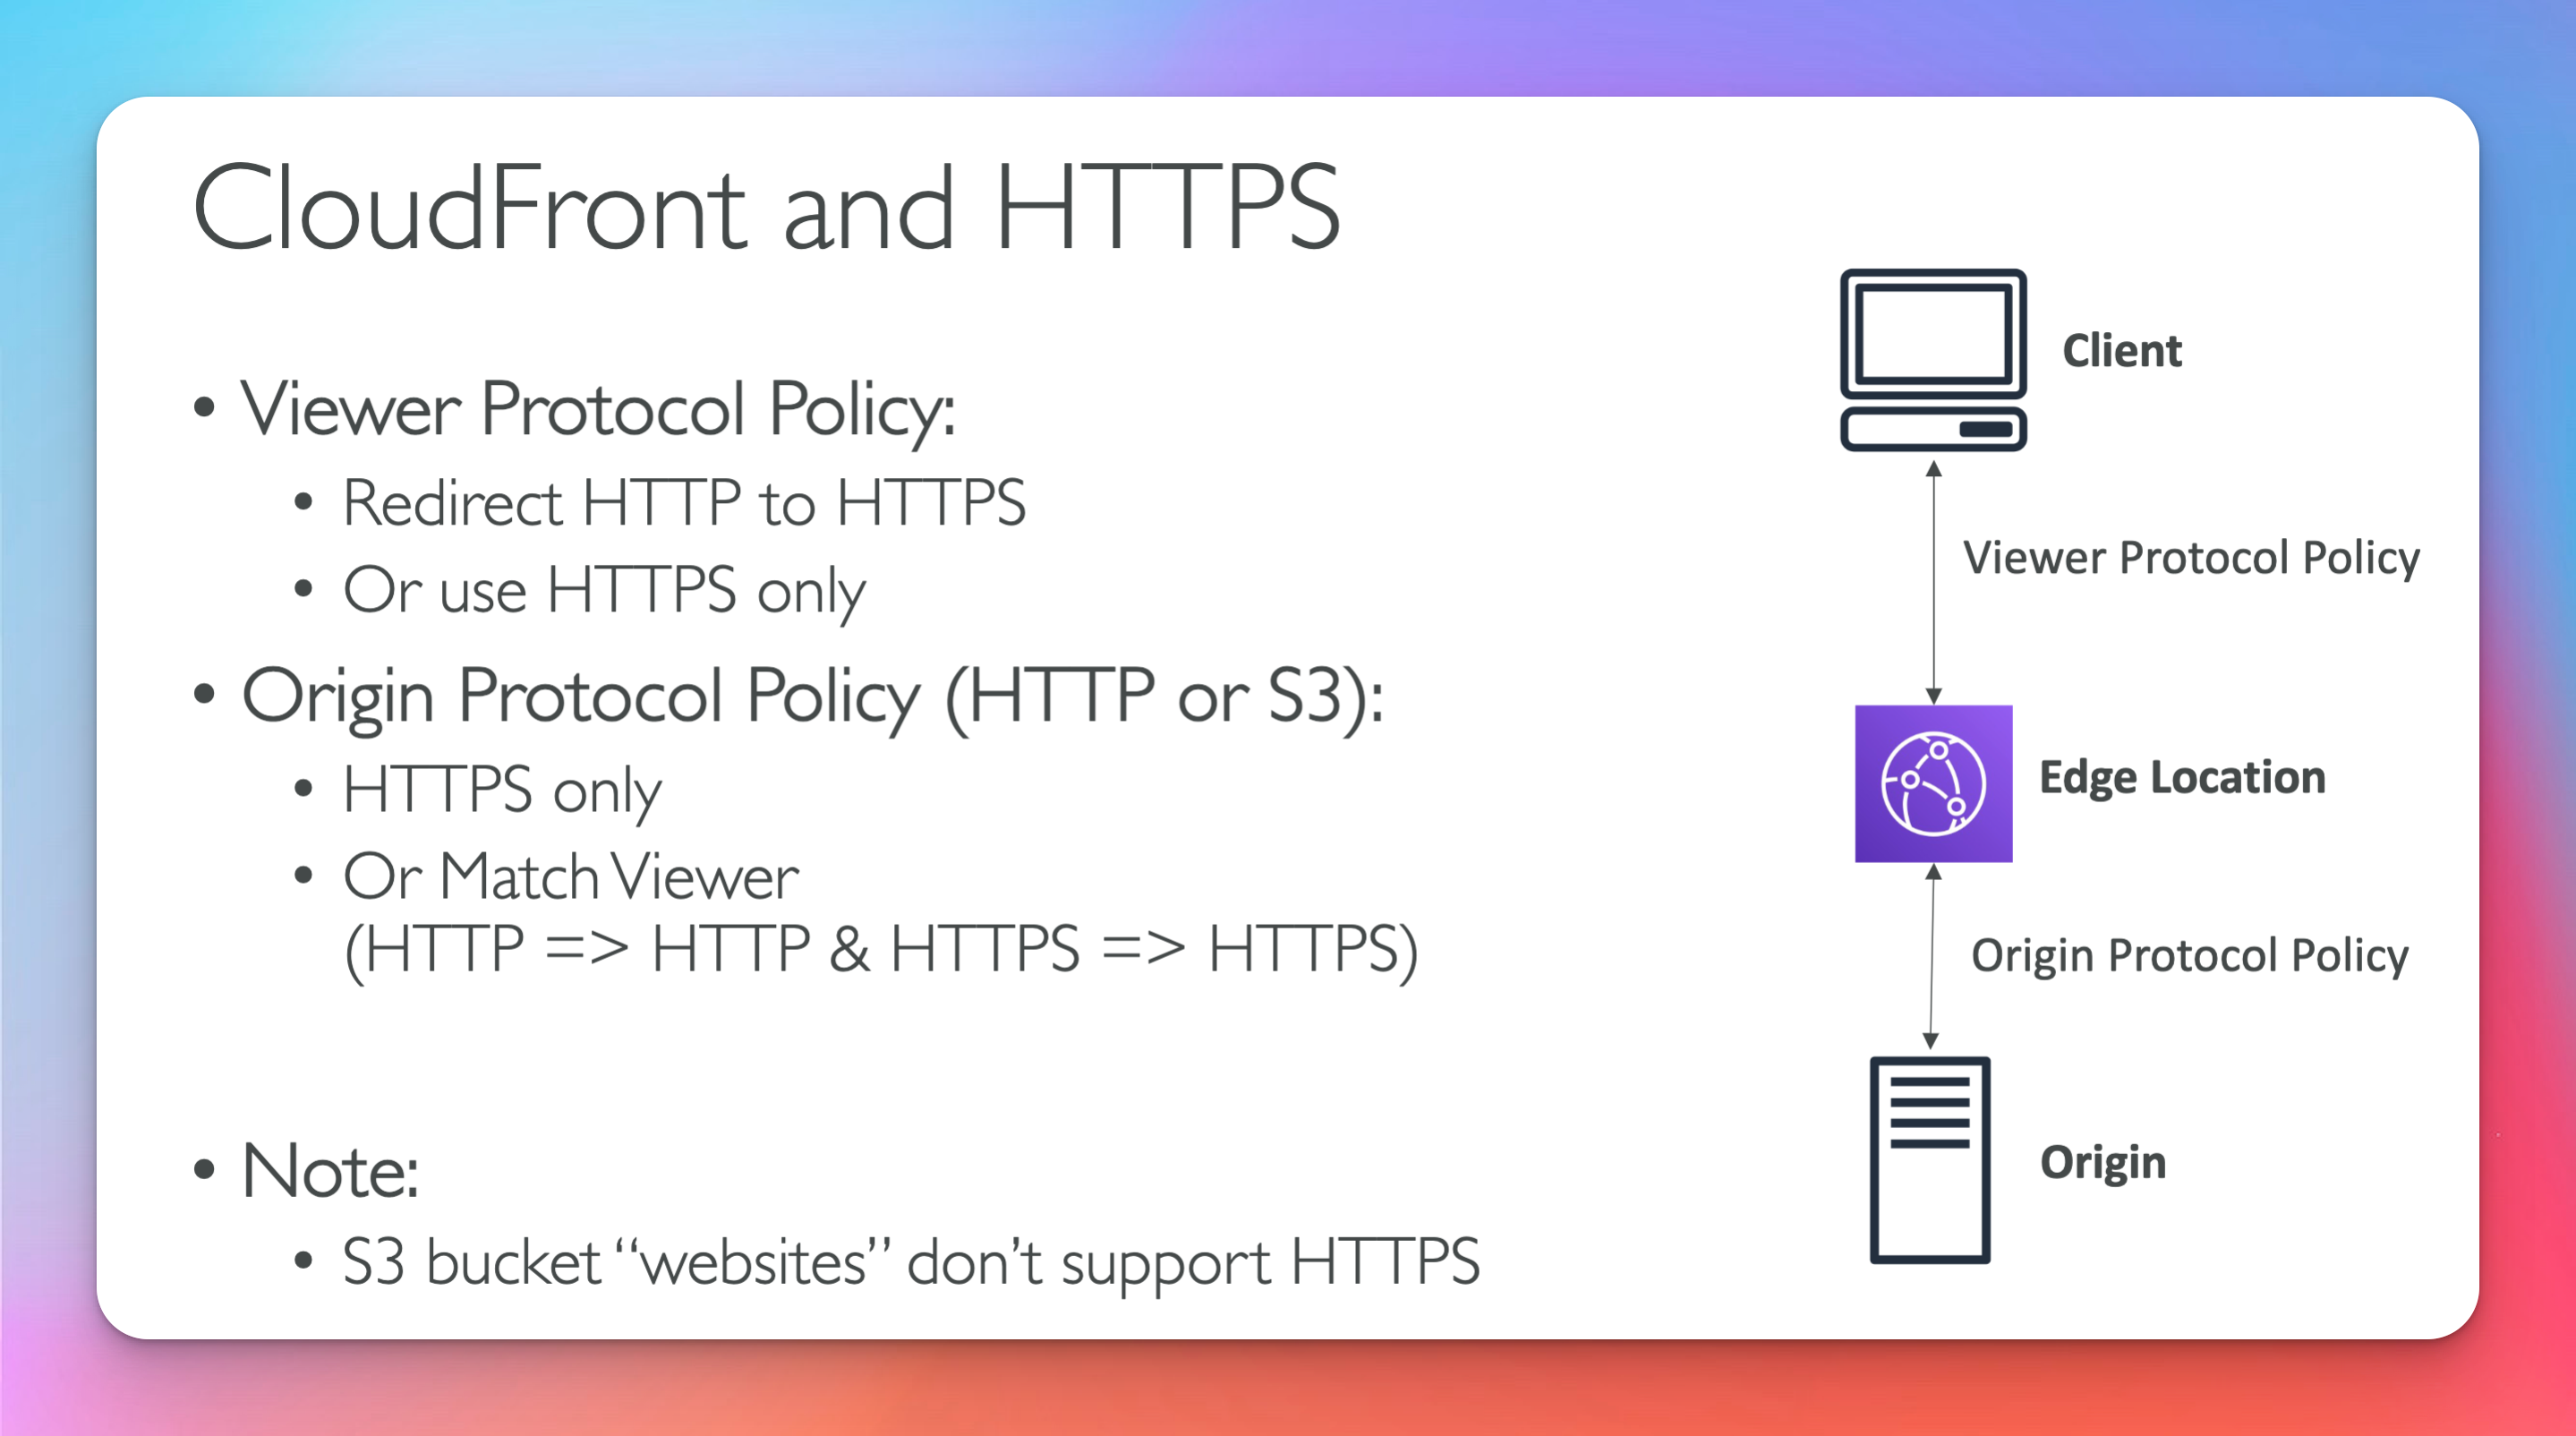 CloudFront and HTTPS
• Viewer Protocol Policy:
• Redirect HTTP to HTTPS
• Or use HTTPS only
• Origin Protocol Policy (HTTP or S3):
• HTTPS only
• Or Match Viewer
(HTTP => HTTP & HTTPS => HTTPS)
• Note:
• S3 bucket “websites” don’t support HTTPS
Client
Viewer Protocol Policy
Edge Location
Origin Protocol Policy
Origin